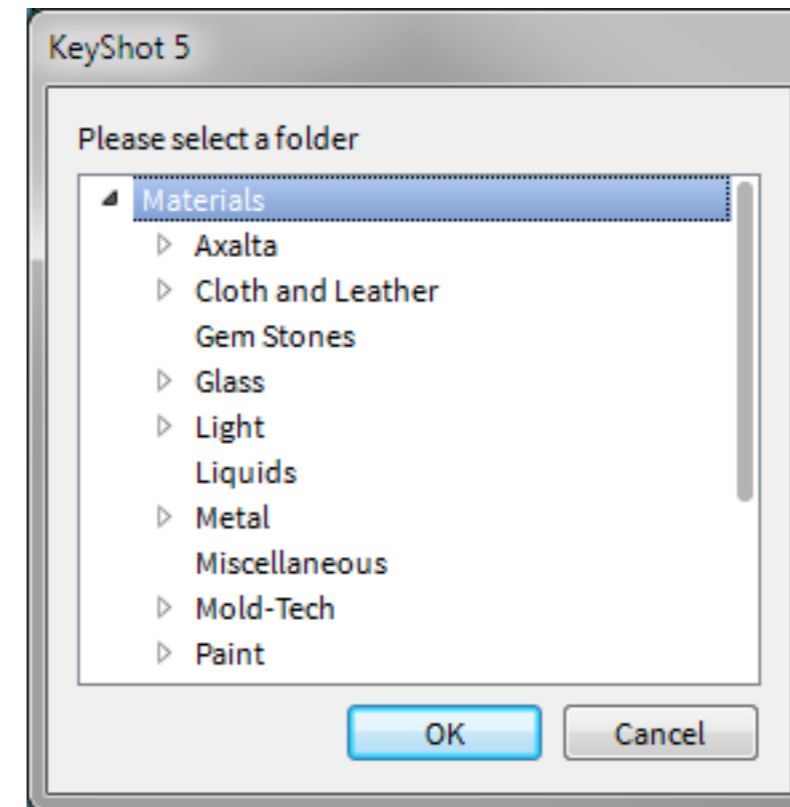 KeyShot 5
Please select a folder
Materials
Axalta
Cloth and Leather
Gem Stones
Glass
Light
Liquids
Metal
Miscellaneous
Mold-Tech
Paint
OK Cancel